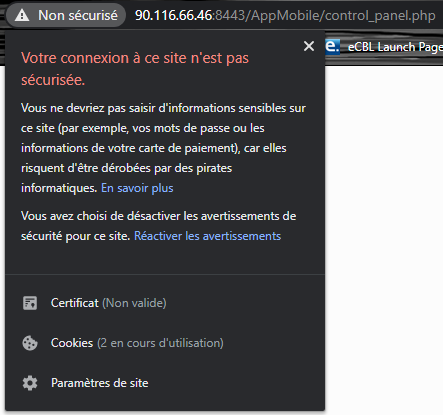 Non sécurisé 90.116.66.46:8443/AppMobile/control_panel.php
e. eCBL Launch Page
Votre connexion à ce site n'est pas
sécurisée.
Vous ne devriez pas saisir d'informations sensibles sur
ce site (par exemple, vos mots de passe ou les
informations de votre carte de paiement), car elles
risquent d'être dérobées par des pirates
informatiques. En savoir plus
Vous avez choisi de désactiver les avertissements de
sécurité pour ce site. Réactiver les avertissements
Certificat (Non valide)
Cookies (2 en cours d'utilisation)
Paramètres de site